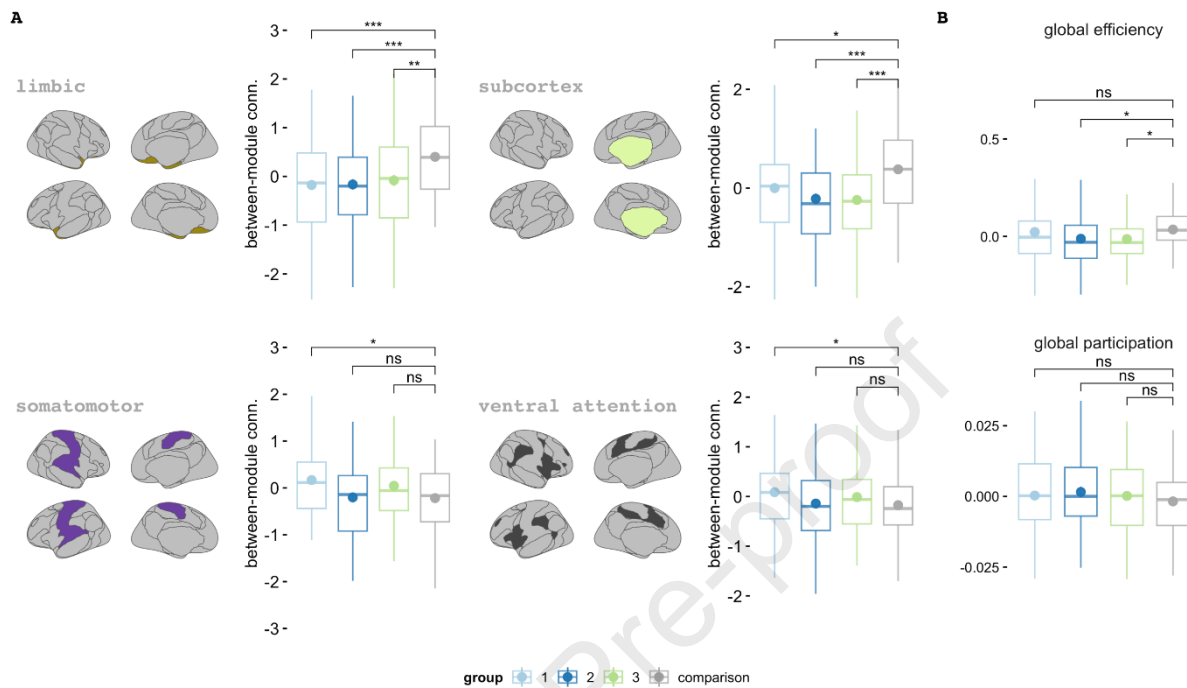 A
limbic
between-module conn.
3
2
1
0
-1
-2
***
***
**
subcortex
between-module conn.
2
0
-2
*
***
***
B
global efficiency
0.5
0.0
ns
*
*
somatomotor
between-module conn.
3
2
1
0
-1
-2
-3
*
ns
ns
ventral attention
between-module conn.
3
2
1
0
-1
-2
*
ns
ns
global participation
0.025
0.000
-0.025
ns
ns
ns
Pre-proof
group 1 2 3 comparison